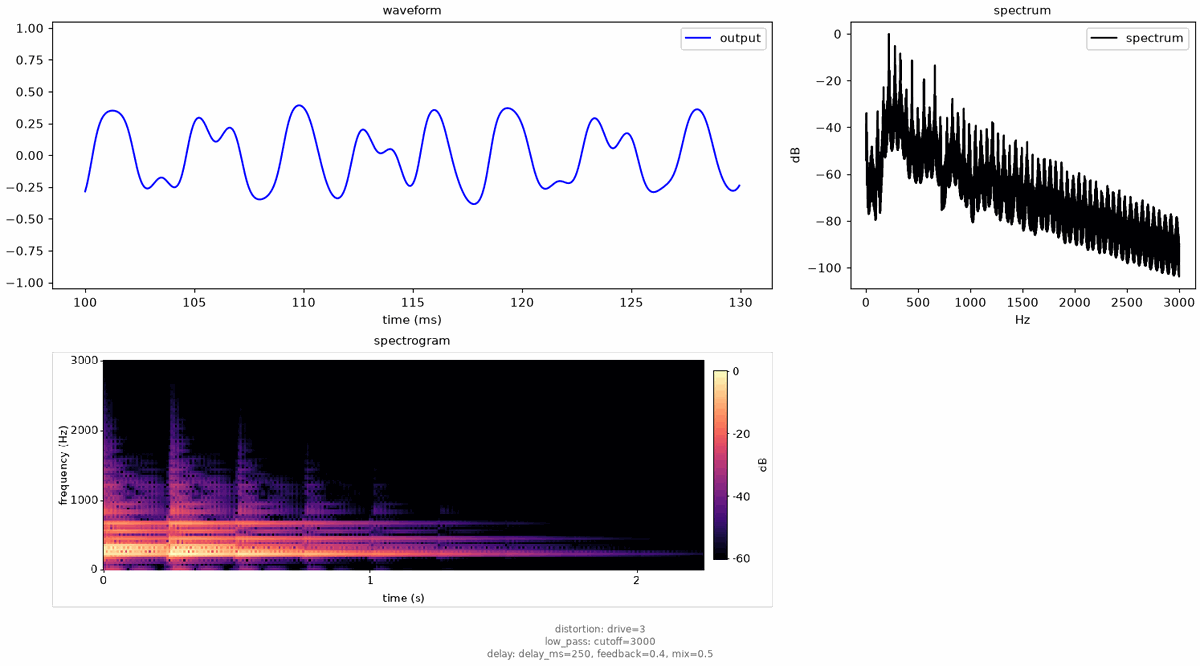 waveform
1.00
0.75
0.50
0.25
0.00
−0.25
−0.50
−0.75
−1.00
output
100 105 110 115 120 125 130
time (ms)
spectrum
0
−20
−40
−60
−80
−100
dB
spectrum
0 500 1000 1500 2000 2500 3000
Hz
spectrogram
3000
2000
1000
0
frequency (Hz)
0 1 2
time (s)
0
-20
-40
-60
dB
distortion: drive=3
low_pass: cutoff=3000
delay: delay_ms=250, feedback=0.4, mix=0.5